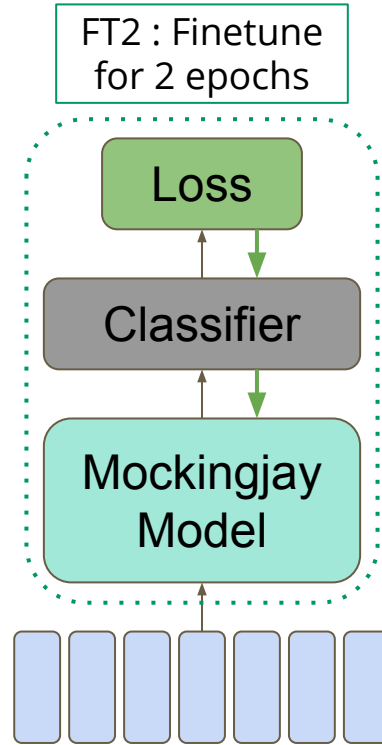 FT2 : Finetune
for 2 epochs
Loss
Classifier
Mockingjay
Model